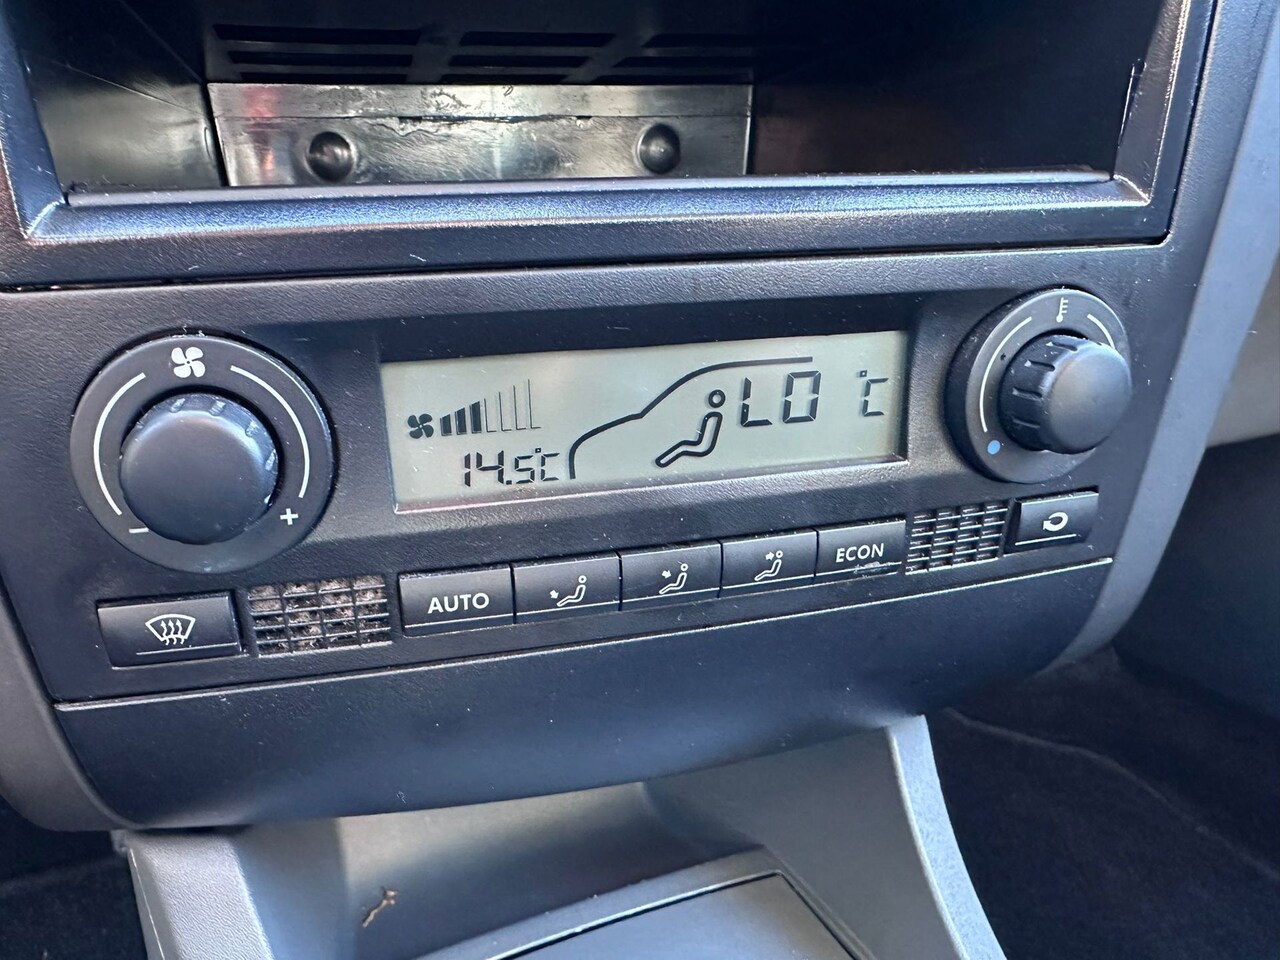 LO °C
14.5°C
- +
AUTO
ECON